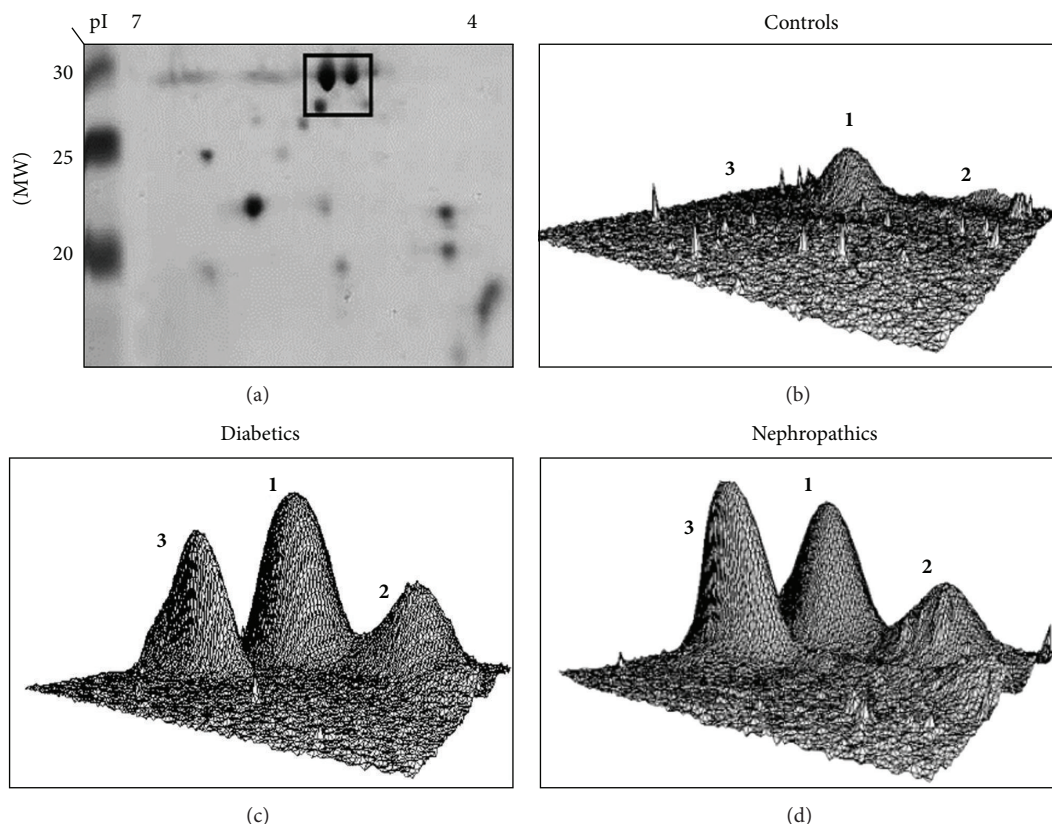 pI 7 4
30
25
(MW)
20
(a)
Controls
1
3
2
(b)
Diabetics
1
3
2
(c)
Nephropathics
1
3
2
(d)